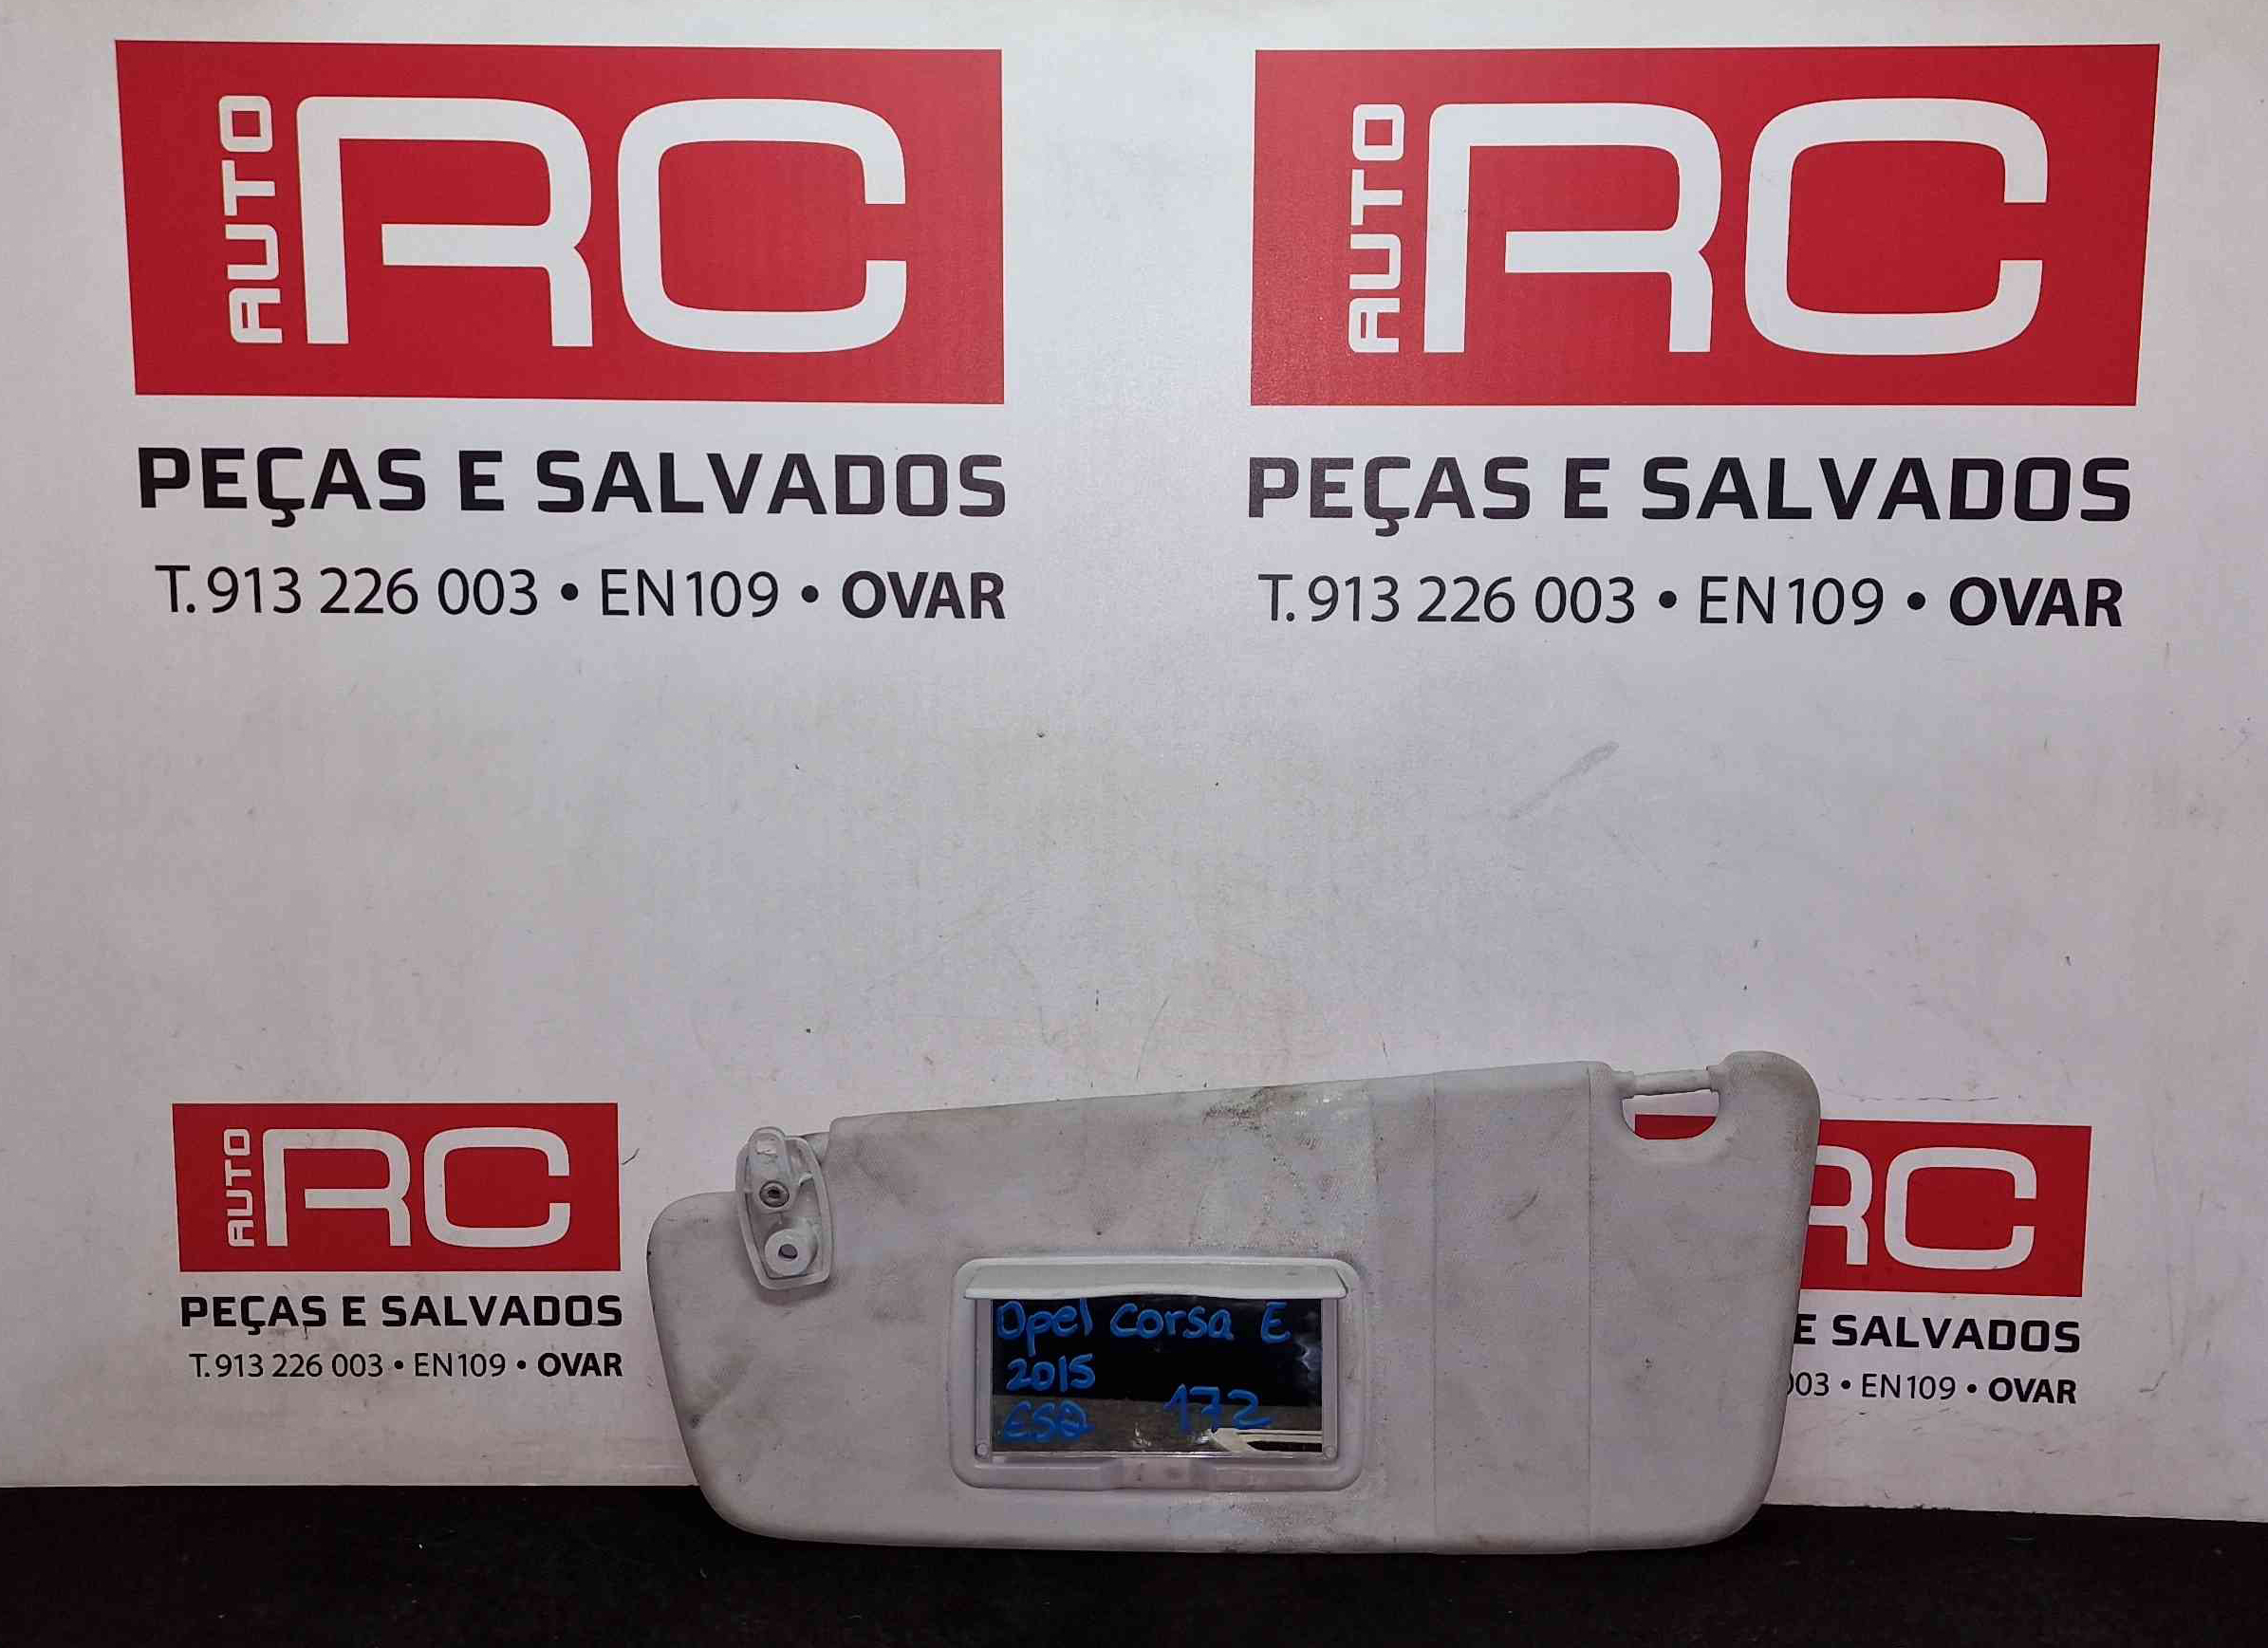 AUTO RC
PEÇAS E SALVADOS
T. 913 226 003 • EN109 • OVAR
AUTO RC
PEÇAS E SALVADOS
T. 913 226 003 • EN109 • OVAR
AUTO RC
PEÇAS E SALVADOS
T. 913 226 003 • EN109 • OVAR
RC
E SALVADOS
03 • EN109 • OVAR
Opel Corsa E
2015
ESQ 172